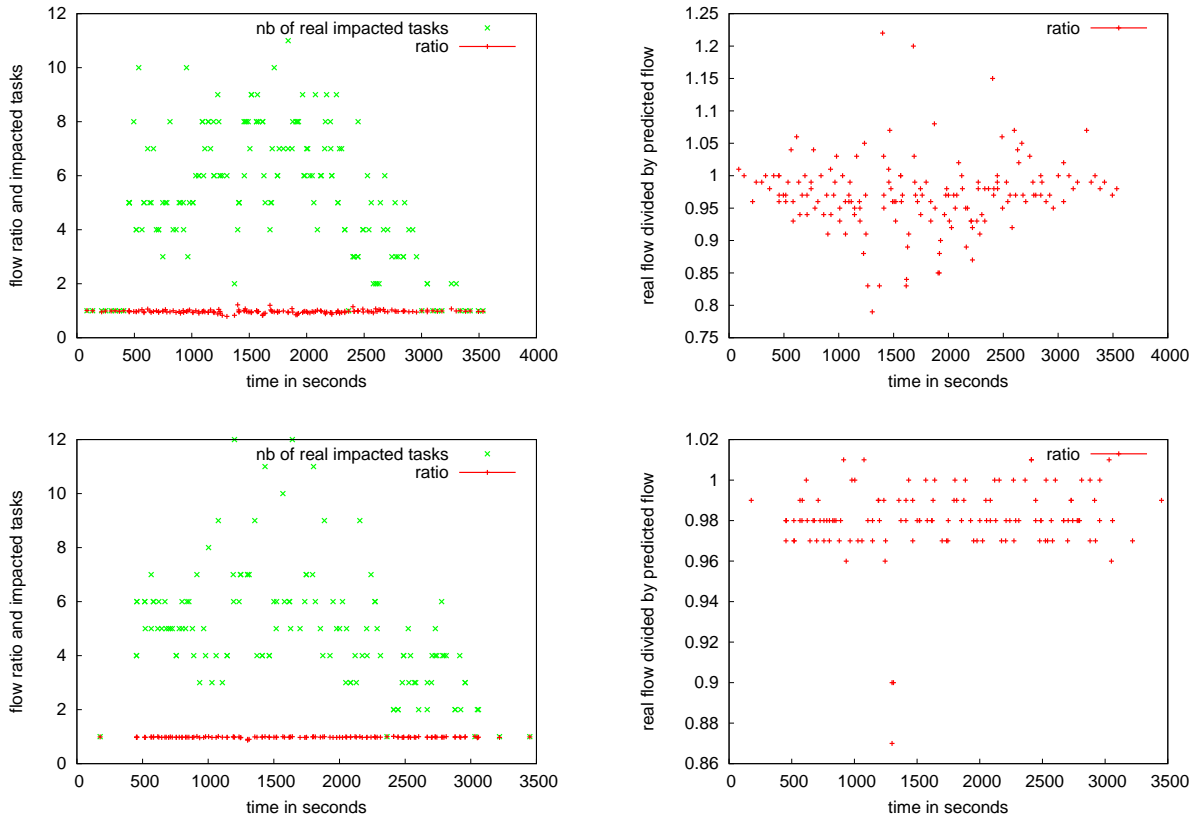 flow ratio and impacted tasks
12
10
8
6
4
2
0
nb of real impacted tasks
ratio
0 500 1000 1500 2000 2500 3000 3500 4000
time in seconds
real flow divided by predicted flow
1.25
1.2
1.15
1.1
1.05
1
0.95
0.9
0.85
0.8
0.75
ratio
0 500 1000 1500 2000 2500 3000 3500 4000
time in seconds
flow ratio and impacted tasks
12
10
8
6
4
2
0
nb of real impacted tasks
ratio
0 500 1000 1500 2000 2500 3000 3500
time in seconds
real flow divided by predicted flow
1.02
1
0.98
0.96
0.94
0.92
0.9
0.88
0.86
ratio
0 500 1000 1500 2000 2500 3000 3500
time in seconds